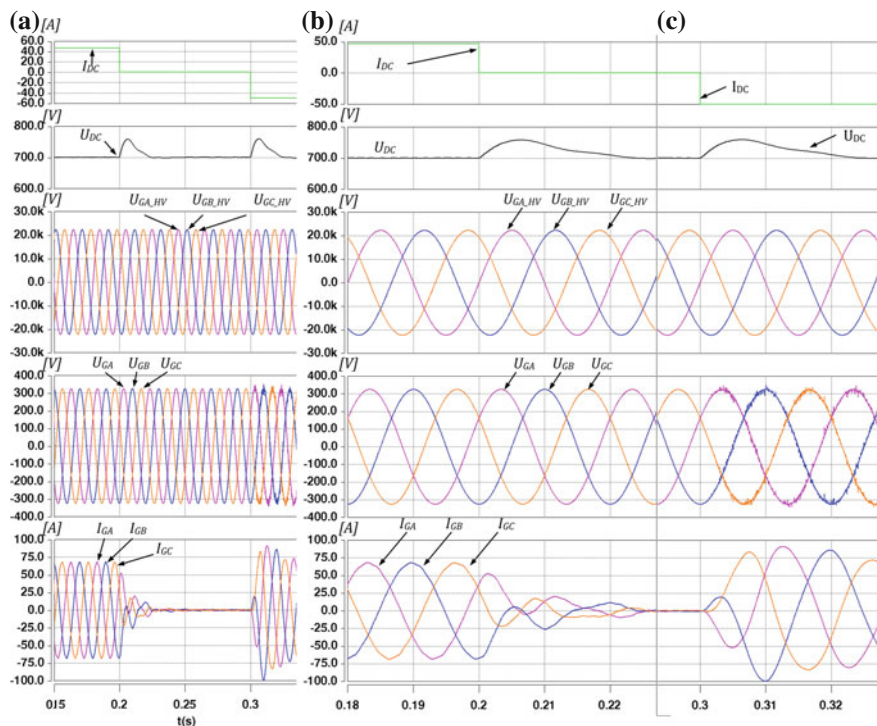 (a) [A] (b) [A] (c)
60.0
40.0
20.0
0.0
-20.0
-40.0
-60.0
I_DC
50.0
0.0
-50.0
I_DC
I_DC
[V]
800.0
700.0
600.0
U_DC
[V]
800.0
700.0
600.0
U_DC
U_DC
[V]
30.0k
20.0k
10.0k
0.0
-10.0k
-20.0k
30.0k
U_GA_HV U_GB_HV U_GC_HV
[V]
30.0k
20.0k
10.0k
0.0
-10.0k
-20.0k
-30.0k
U_GA_HV U_GB_HV U_GC_HV
[V]
400.0
300.0
200.0
100.0
0.0
-100.0
-200.0
-300.0
-400.0
U_GA U_GB U_GC
[V]
400.0
300.0
200.0
100.0
0.0
-100.0
-200.0
-300.0
-400.0
U_GA U_GB U_GC
[A]
100.0
75.0
50.0
25.0
0.0
-25.0
-50.0
-75.0
-100.0
I_GA I_GB
I_GC
[A]
100.0
75.0
50.0
25.0
0.0
-25.0
-50.0
-75.0
-100.0
I_GA I_GB I_GC
015 0.2 0.25 0.3
t(s)
0.18 0.19 0.2 0.21 0.22 0.3 0.31 0.32